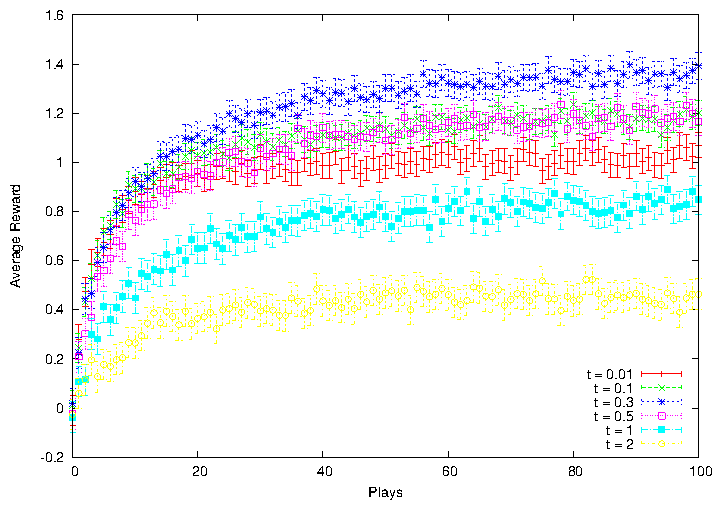 1.6
1.4
1.2
1
0.8
0.6
0.4
0.2
0
-0.2
Average Reward
t = 0.01
t = 0.1
t = 0.3
t = 0.5
t = 1
t = 2
0 20 40 60 80 100
Plays